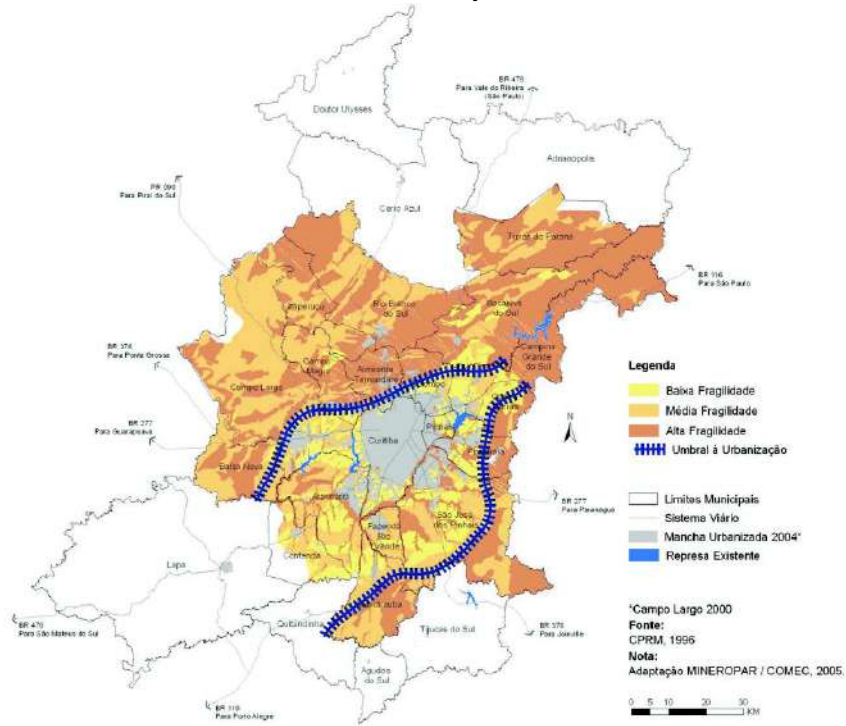 BR 476
Para Vale do Ribeira
(São Paulo)
Doutor Ulysses
Adrianópolis
PR 090
Para Piraí do Sul
Cerro Azul
Tunas do Paraná
BR 116
Para São Paulo
Itaperuçu
Rio Branco
do Sul
Bocaiúva
do Sul
BR 376
Para Ponta Grossa
Campo
Magro
Almirante
Tamandaré
Campina
Grande
do Sul
Campo Largo
Colombo
BR 277
Para Guarapuava
Curitiba
Pinhais
Piraquara
Balsa Nova
Araucária
São José
dos Pinhais
BR 277
Para Paranaguá
Fazenda
Rio
Grande
Contenda
Lapa
Mandirituba
BR 476
Para São Mateus do Sul
Quitandinha
Tijucas do Sul
BR 376
Para Joinville
Agudos
do Sul
BR 116
Para Porto Alegre
Legenda
Baixa Fragilidade
Média Fragilidade
Alta Fragilidade
Umbral à Urbanização
N
Limites Municipais
Sistema Viário
Mancha Urbanizada 2004*
Represa Existente
*Campo Largo 2000
Fonte:
CPRM, 1996
Nota:
Adaptação MINEROPAR / COMEC, 2005.
0 5 10 20 30
KM